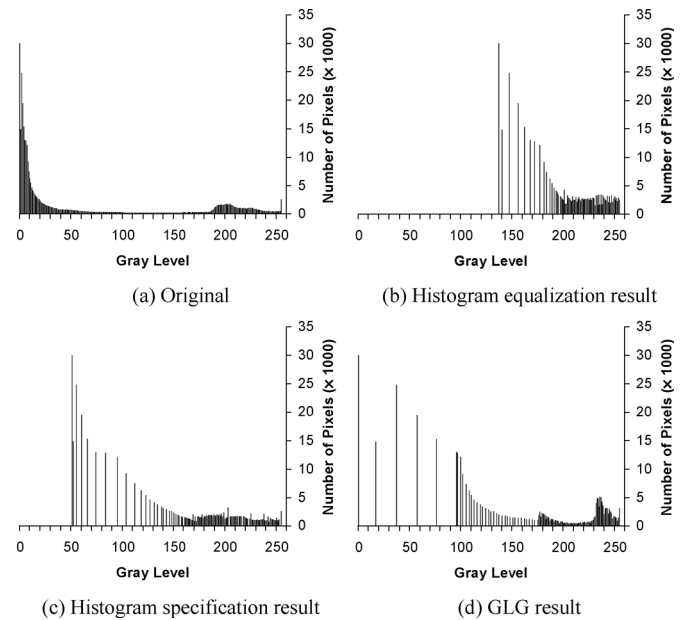 35
30
25
20
15
10
5
0
Number of Pixels (x 1000)
0 50 100 150 200 250
Gray Level
(a) Original
35
30
25
20
15
10
5
0
Number of Pixels (x 1000)
0 50 100 150 200 250
Gray Level
(b) Histogram equalization result
35
30
25
20
15
10
5
0
Number of Pixels (x 1000)
0 50 100 150 200 250
Gray Level
(c) Histogram specification result
35
30
25
20
15
10
5
0
Number of Pixels (x 1000)
0 50 100 150 200 250
Gray Level
(d) GLG result